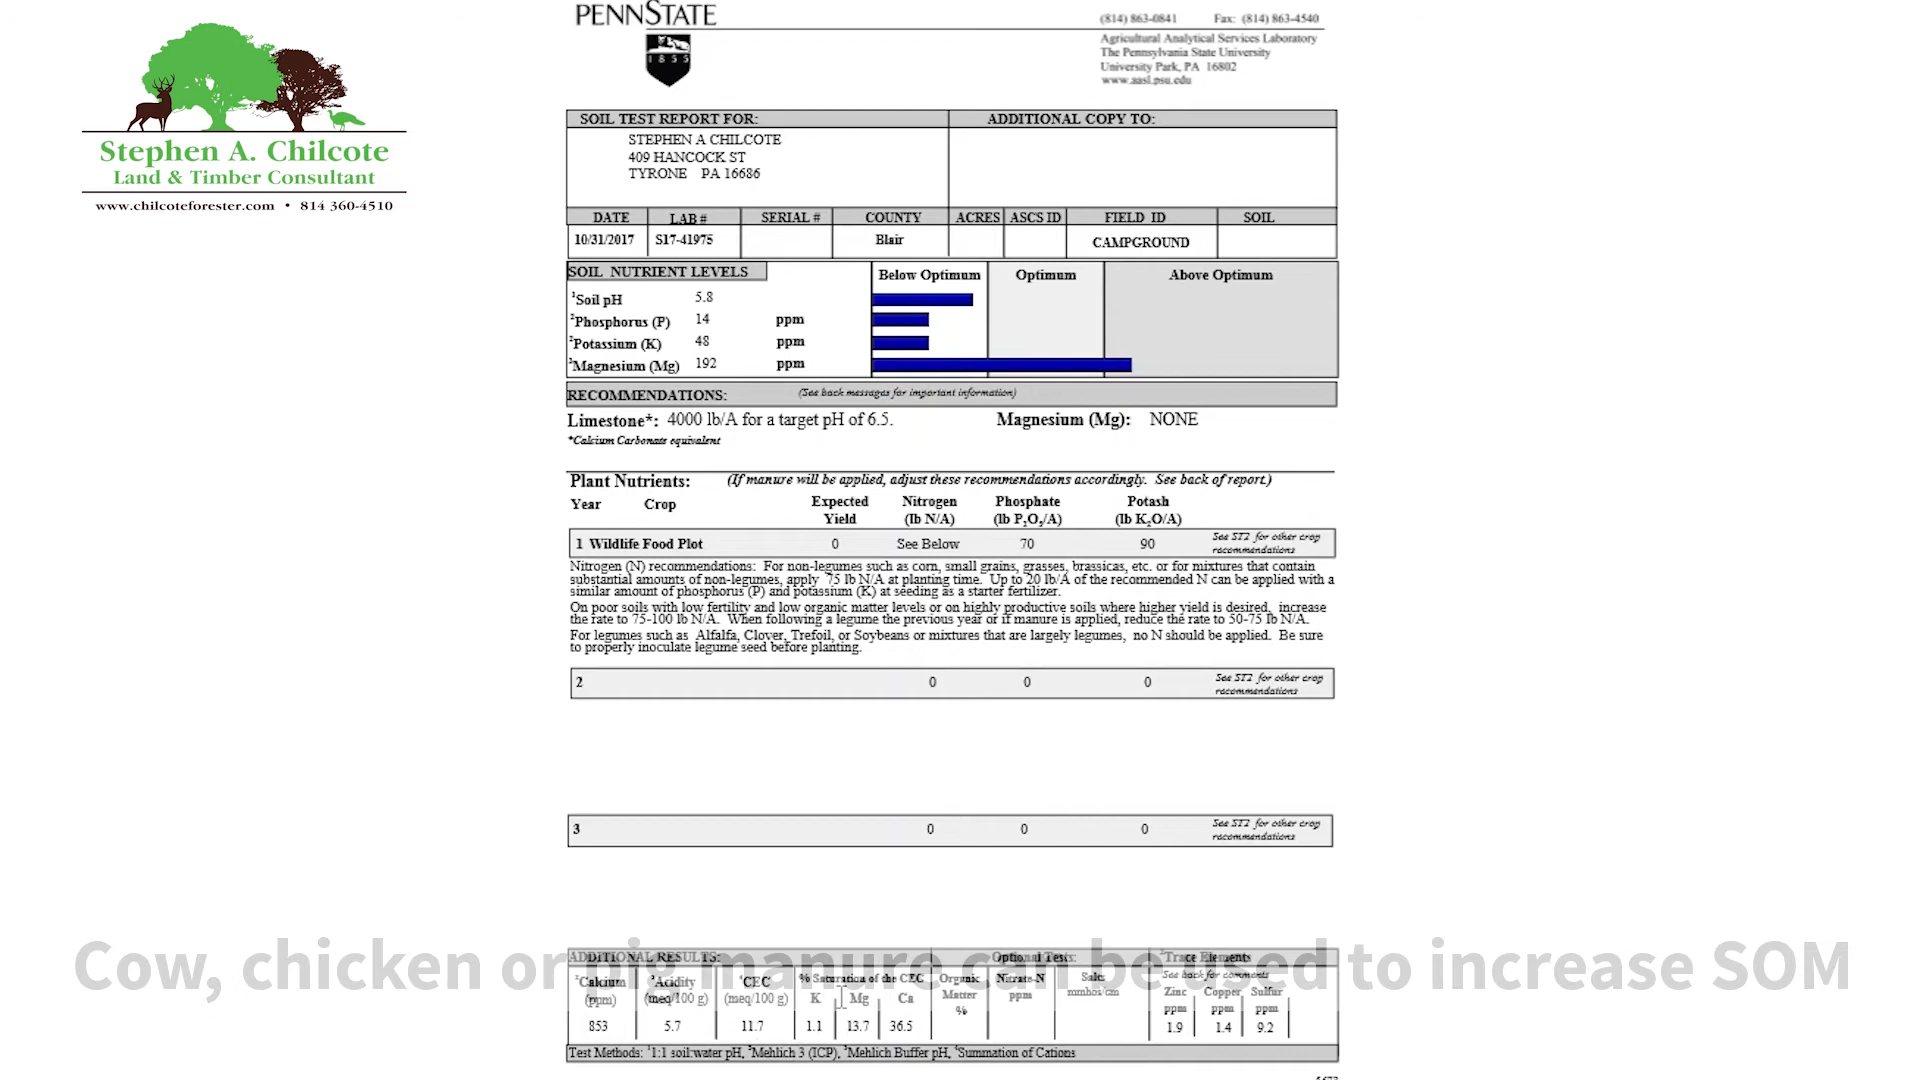 PENNSTATE
1855
(814) 863-0841 Fax: (814) 863-4540
Agricultural Analytical Services Laboratory
The Pennsylvania State University
University Park, PA 16802
www.aasl.psu.edu
Stephen A. Chilcote
Land & Timber Consultant
www.chilcoteforester.com • 814 360-4510
SOIL TEST REPORT FOR: ADDITIONAL COPY TO:
STEPHEN A CHILCOTE
409 HANCOCK ST
TYRONE PA 16686
DATE LAB # SERIAL # COUNTY ACRES ASCS ID FIELD ID SOIL
10/31/2017 S17-41975 Blair CAMPGROUND
SOIL NUTRIENT LEVELS Below Optimum Optimum Above Optimum
1Soil pH 5.8
2Phosphorus (P) 14 ppm
2Potassium (K) 48 ppm
2Magnesium (Mg) 192 ppm
RECOMMENDATIONS: (See back messages for important information)
Limestone*: 4000 lb/A for a target pH of 6.5. Magnesium (Mg): NONE
*Calcium Carbonate equivalent
Plant Nutrients: (If manure will be applied, adjust these recommendations accordingly. See back of report.)
Year Crop Expected Yield Nitrogen (lb N/A) Phosphate (lb P2O5/A) Potash (lb K2O/A)
1 Wildlife Food Plot 0 See Below 70 90 See ST2 for other crop recommendations
Nitrogen (N) recommendations: For non-legumes such as corn, small grains, grasses, brassicas, etc. or for mixtures that contain
substantial amounts of non-legumes, apply 75 lb N/A at planting time. Up to 20 lb/A of the recommended N can be applied with a
similar amount of phosphorus (P) and potassium (K) at seeding as a starter fertilizer.
On poor soils with low fertility and low organic matter levels or on highly productive soils where higher yield is desired, increase
the rate to 75-100 lb N/A. When following a legume the previous year or if manure is applied, reduce the rate to 50-75 lb N/A.
For legumes such as Alfalfa, Clover, Trefoil, or Soybeans or mixtures that are largely legumes, no N should be applied. Be sure
to properly inoculate legume seed before planting.
2 0 0 0 See ST2 for other crop recommendations
3 0 0 0 See ST2 for other crop recommendations
Cow, chicken or pig manure can be used to increase SOM
ADDITIONAL RESULTS: Optional Tests: 2Trace Elements
2Calcium (ppm) 3Acidity (meq/100 g) 4CEC (meq/100 g) % Saturation of the CEC K Mg Ca Organic Matter % Nitrate-N ppm Salts mmhos/cm See back for comments Zinc ppm Copper ppm Sulfur ppm
853 5.7 11.7 1.1 13.7 36.5 1.9 1.4 9.2
Test Methods: 1 1:1 soil:water pH, 2Mehlich 3 (ICP), 3Mehlich Buffer pH, 4Summation of Cations